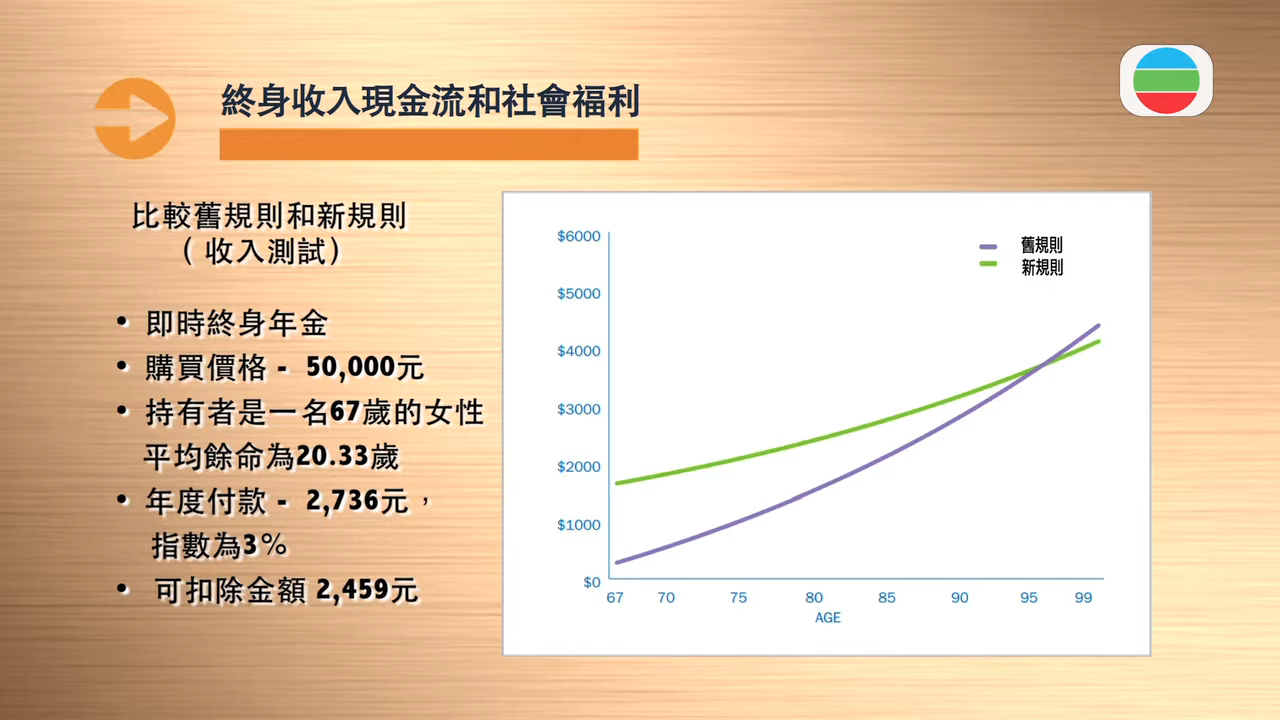 終身收入現金流和社會福利
比較舊規則和新規則
(收入測試)
• 即時終身年金
• 購買價格 - 50,000元
• 持有者是一名67歲的女性
平均餘命為20.33歲
• 年度付款 - 2,736元，
指數為3%
• 可扣除金額 2,459元
$6000
$5000
$4000
$3000
$2000
$1000
$0
舊規則
新規則
67 70 75 80 85 90 95 99
AGE